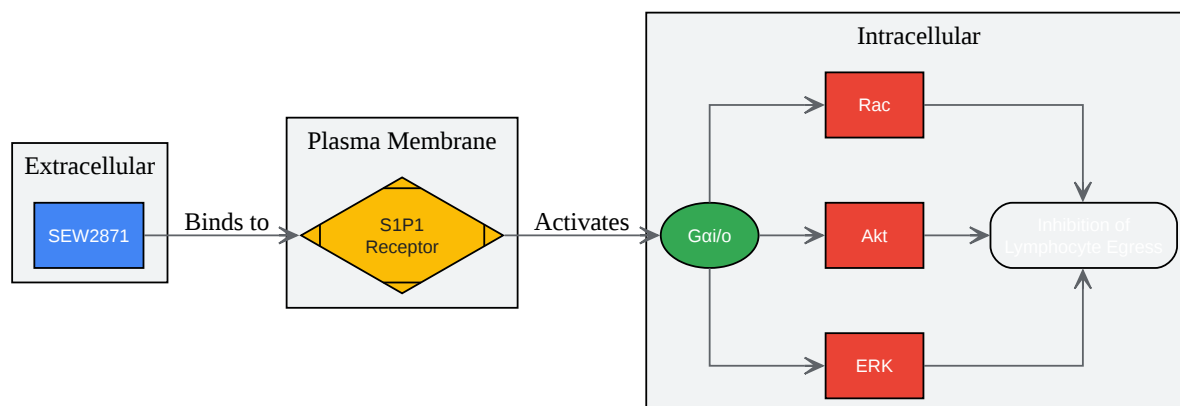 Extracellular
SEW2871
Binds to
Plasma Membrane
S1P1
Receptor
Activates
Intracellular
Gαi/o
Rac
Akt
ERK
Inhibition of
Lymphocyte Egress